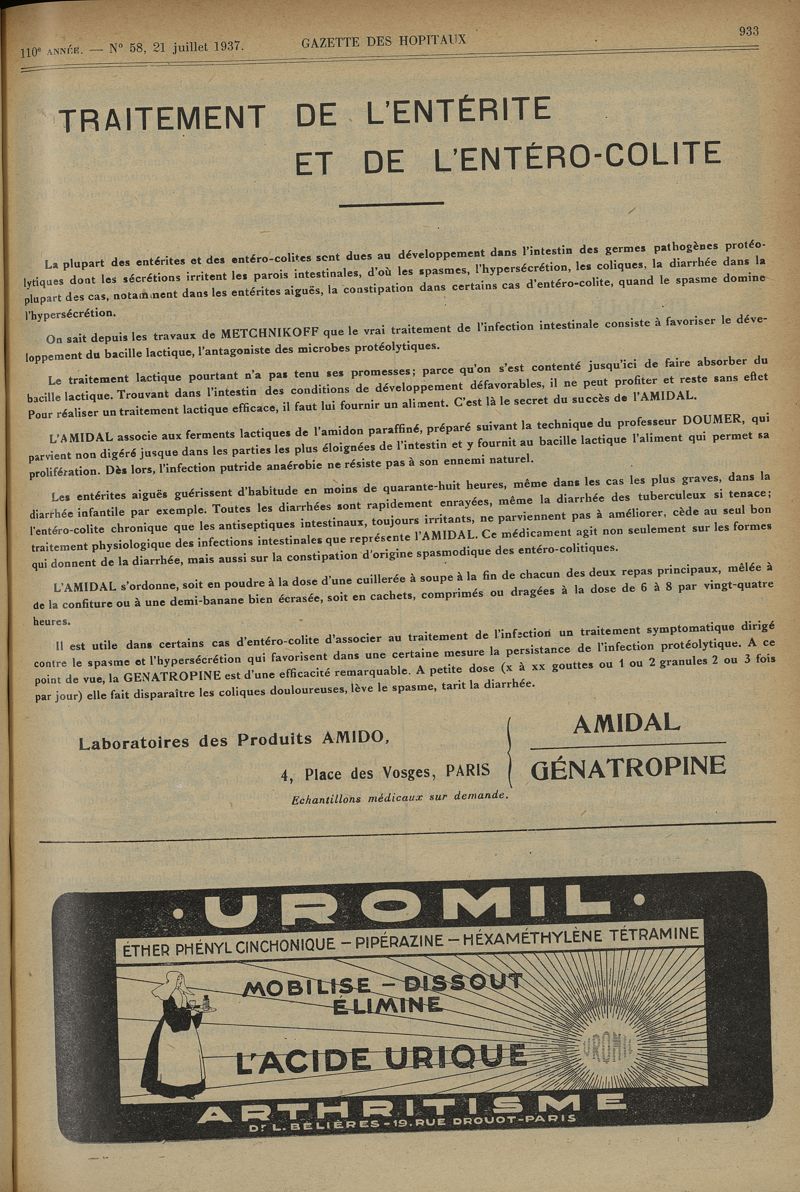 110e ANNÉE. — N° 58, 21 juillet 1937.
GAZETTE DES HOPITAUX
933
TRAITEMENT DE L'ENTÉRITE
ET DE L'ENTÉRO-COLITE
La plupart des entérites et des entéro-colites sont dues au développement dans l'intestin des germes pathogènes protéo-
lytiques dont les sécrétions irritent les parois intestinales, d'où les spasmes, l'hypersécrétion, les coliques, la diarrhée dans la
plupart des cas, notamment dans les entérites aiguës, la constipation dans certains cas d'entéro-colite, quand le spasme domine
l'hypersécrétion.
On sait depuis les travaux de METCHNIKOFF que le vrai traitement de l'infection intestinale consiste à favoriser le déve-
loppement du bacille lactique, l'antagoniste des microbes protéolytiques.
Le traitement lactique pourtant n'a pas tenu ses promesses; parce qu'on s'est contenté jusqu'ici de faire absorber du
bacille lactique. Trouvant dans l'intestin des conditions de développement défavorables, il ne peut profiter et reste sans effet
Pour réaliser un traitement lactique efficace, il faut lui fournir un aliment. C'est là le secret du succès de l'AMIDAL.
L'AMIDAL associe aux ferments lactiques de l'amidon paraffiné, préparé suivant la technique du professeur DOUMER, qui
parvient non digéré jusque dans les parties les plus éloignées de l'intestin et y fournit au bacille lactique l'aliment qui permet sa
prolifération. Dès lors, l'infection putride anaérobie ne résiste pas à son ennemi naturel.
Les entérites aiguës guérissent d'habitude en moins de quarante-huit heures, même dans les cas les plus graves, dans la
diarrhée infantile par exemple. Toutes les diarrhées sont rapidement enrayées, même la diarrhée des tuberculeux si tenace;
l'entéro-colite chronique que les antiseptiques intestinaux, toujours irritants, ne parviennent pas à améliorer, cède au seul bon
traitement physiologique des infections intestinales que représente l'AMIDAL. Ce médicament agit non seulement sur les formes
qui donnent de la diarrhée, mais aussi sur la constipation d'origine spasmodique des entéro-colitiques.
L'AMIDAL s'ordonne, soit en poudre à la dose d'une cuillerée à soupe à la fin de chacun des deux repas principaux, mêlée à
de la confiture ou à une demi-banane bien écrasée, soit en cachets, comprimés ou dragées à la dose de 6 à 8 par vingt-quatre
heures.
Il est utile dans certains cas d'entéro-colite d'associer au traitement de l'infection un traitement symptomatique dirigé
contre le spasme et l'hypersécrétion qui favorisent dans une certaine mesure la persistance de l'infection protéolytique. A ce
point de vue, la GENATROPINE est d'une efficacité remarquable. A petite dose (x à xx gouttes ou 1 ou 2 granules 2 ou 3 fois
par jour) elle fait disparaître les coliques douloureuses, lève le spasme, tarit la diarrhée.
Laboratoires des Produits AMIDO,
4, Place des Vosges, PARIS
Echantillons médicaux sur demande.
AMIDAL
GÉNATROPINE
· UROMIL ·
ÉTHER PHÉNYL CINCHONIQUE – PIPÉRAZINE – HÉXAMÉTHYLÈNE TÉTRAMINE
MOBILISE – DISSOUT
ÉLIMINE
L'ACIDE URIQUE
UROMIL
ARTHRITISME
Dr L. BÉLIÈRES - 19, RUE DROUOT - PARIS